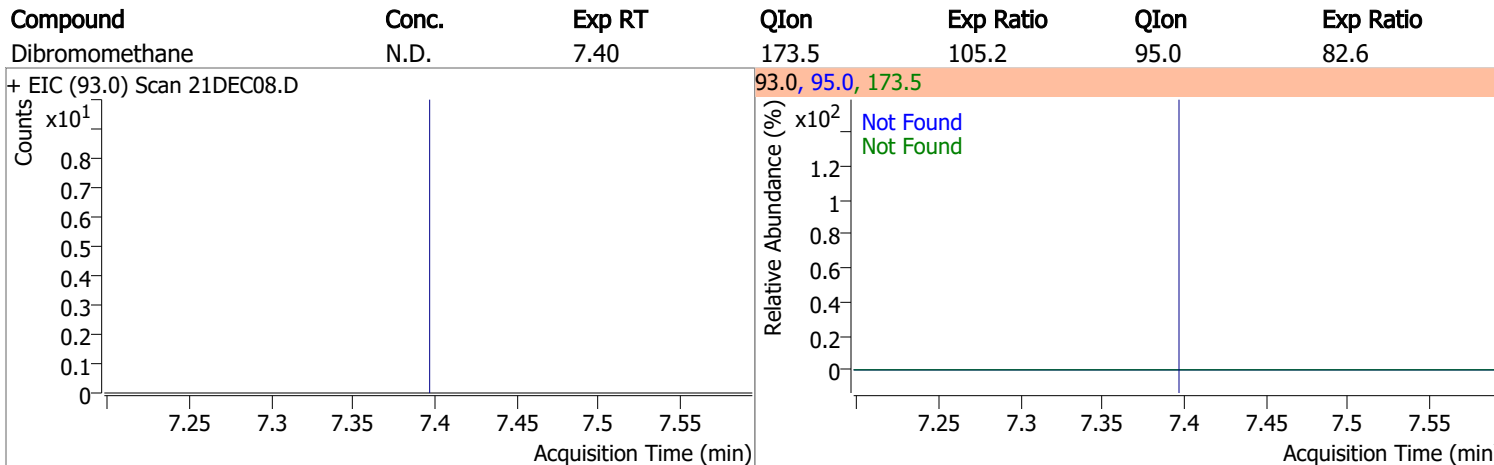 Compound Conc. Exp RT QIon Exp Ratio QIon Exp Ratio
Dibromomethane N.D. 7.40 173.5 105.2 95.0 82.6
+ EIC (93.0) Scan 21DEC08.D
Counts
x10¹
0.8
0.7
0.6
0.5
0.4
0.3
0.2
0.1
0
7.25 7.3 7.35 7.4 7.45 7.5 7.55
Acquisition Time (min)
93.0, 95.0, 173.5
Relative Abundance (%)
x10²
Not Found
Not Found
1.2
1
0.8
0.6
0.4
0.2
0
7.25 7.3 7.35 7.4 7.45 7.5 7.55
Acquisition Time (min